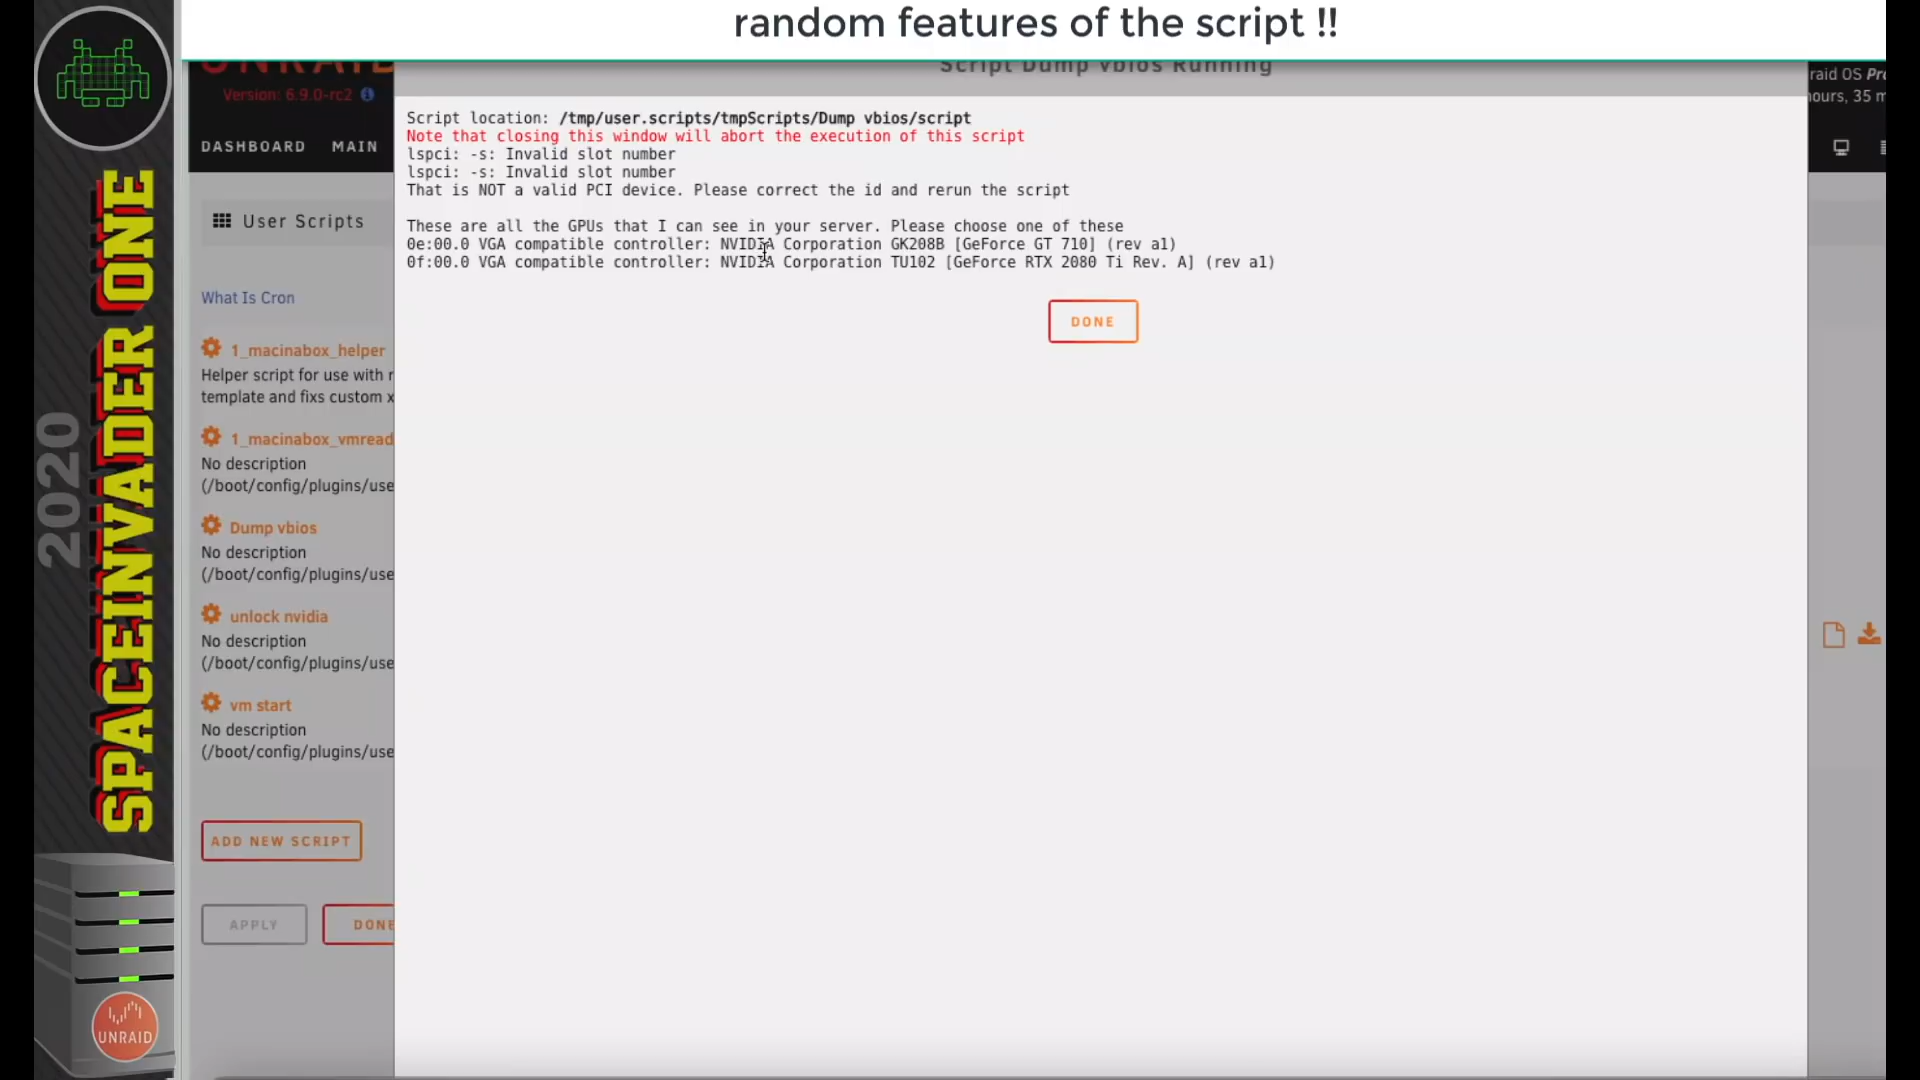 random features of the script !!
Script Dump vbios Running
UNRAID
Version: 6.9.0-rc2
raid OS Pro
hours, 35 m
DASHBOARD MAIN
Script location: /tmp/user.scripts/tmpScripts/Dump vbios/script
Note that closing this window will abort the execution of this script
lspci: -s: Invalid slot number
lspci: -s: Invalid slot number
That is NOT a valid PCI device. Please correct the id and rerun the script
These are all the GPUs that I can see in your server. Please choose one of these
0e:00.0 VGA compatible controller: NVIDIA Corporation GK208B [GeForce GT 710] (rev a1)
0f:00.0 VGA compatible controller: NVIDIA Corporation TU102 [GeForce RTX 2080 Ti Rev. A] (rev a1)
DONE
User Scripts
What Is Cron
1_macinabox_helper
Helper script for use with
template and fixs custom x
1_macinabox_vmread
No description
(/boot/config/plugins/use
Dump vbios
No description
(/boot/config/plugins/use
unlock nvidia
No description
(/boot/config/plugins/use
vm start
No description
(/boot/config/plugins/use
ADD NEW SCRIPT
APPLY
DONE
2020
SPACEINVADER ONE
UNRAID